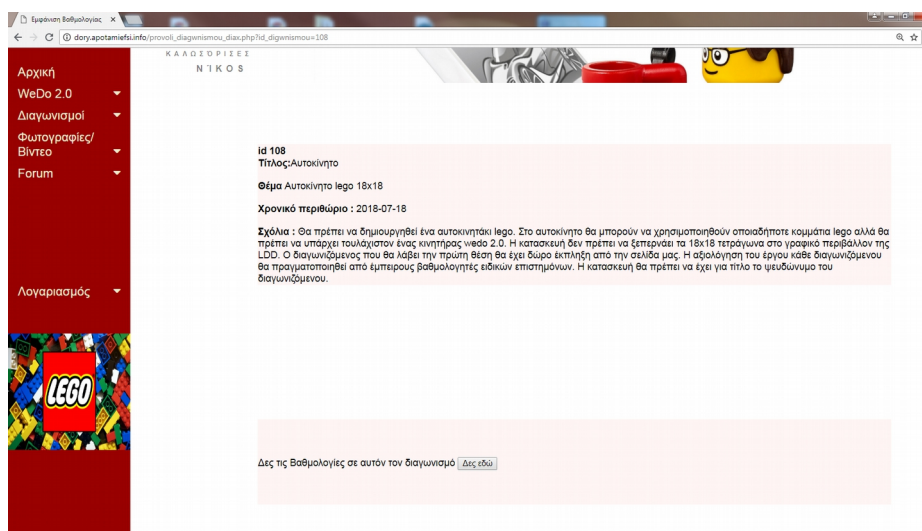 Εμφάνιση Βαθμολογίας
dory.apotamiefsi.info/provoli_diagwnismou_diax.php?id_digwnismou=108
ΚΑΛΩΣΌΡΙΣΕΣ
NIKOS
Αρχική
WeDo 2.0
Διαγωνισμοί
Φωτογραφίες/
Βίντεο
Forum
Λογαριασμός
LEGO
id 108
Τίτλος:Αυτοκίνητο
Θέμα Αυτοκίνητο lego 18x18
Χρονικό περιθώριο : 2018-07-18
Σχόλια : Θα πρέπει να δημιουργηθεί ένα αυτοκινητάκι lego. Στο αυτοκίνητο θα μπορούν να χρησιμοποιηθούν οποιαδήποτε κομμάτια lego αλλά θα
πρέπει να υπάρχει τουλάχιστον ένας κινητήρας wedo 2.0. Η κατασκευή δεν πρέπει να ξεπερνάει τα 18x18 τετράγωνα στο γραφικό περιβάλλον της
LDD. Ο διαγωνιζόμενος που θα λάβει την πρώτη θέση θα έχει δώρο έκπληξη από την σελίδα μας. Η αξιολόγηση του έργου κάθε διαγωνιζόμενου
θα πραγματοποιηθεί από έμπειρους βαθμολογητές ειδικών επιστημόνων. Η κατασκευή θα πρέπει να έχει για τίτλο το ψευδώνυμο του
διαγωνιζόμενου.
Δες τις Βαθμολογίες σε αυτόν τον διαγωνισμό Δες εδώ